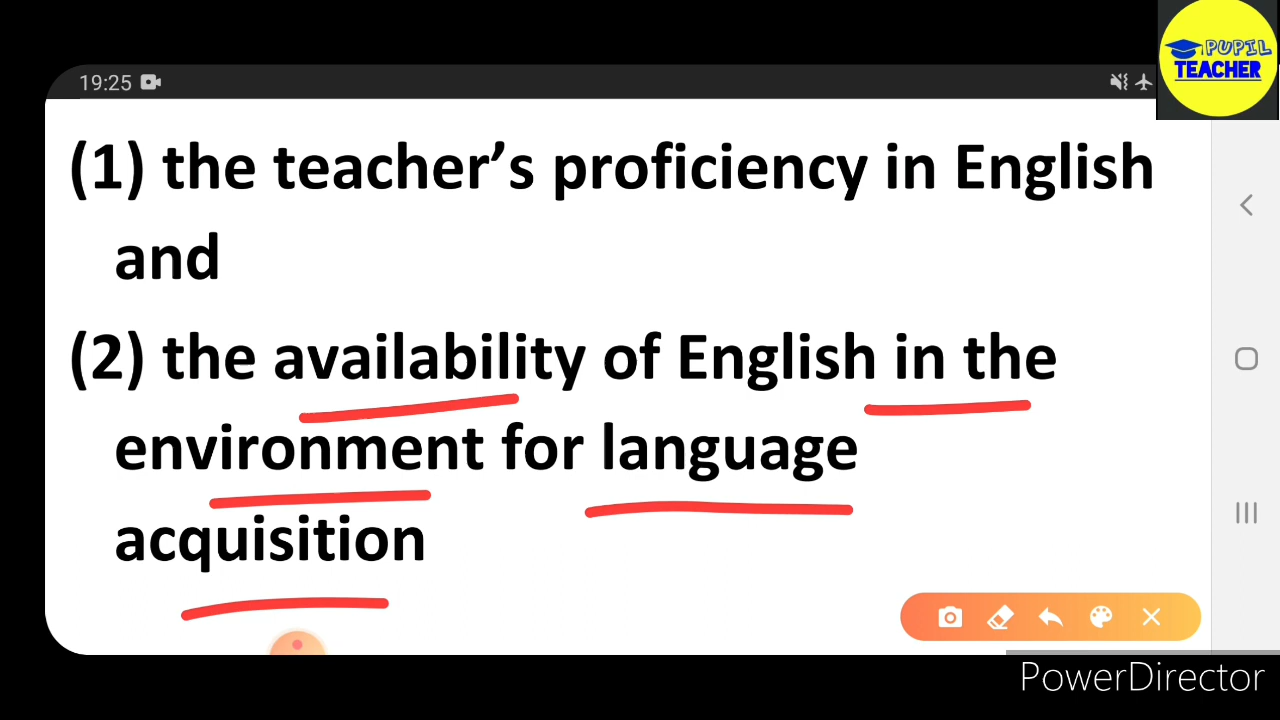 PUPIL
TEACHER
19:25
(1) the teacher’s proficiency in English
and
(2) the availability of English in the
environment for language
acquisition
PowerDirector